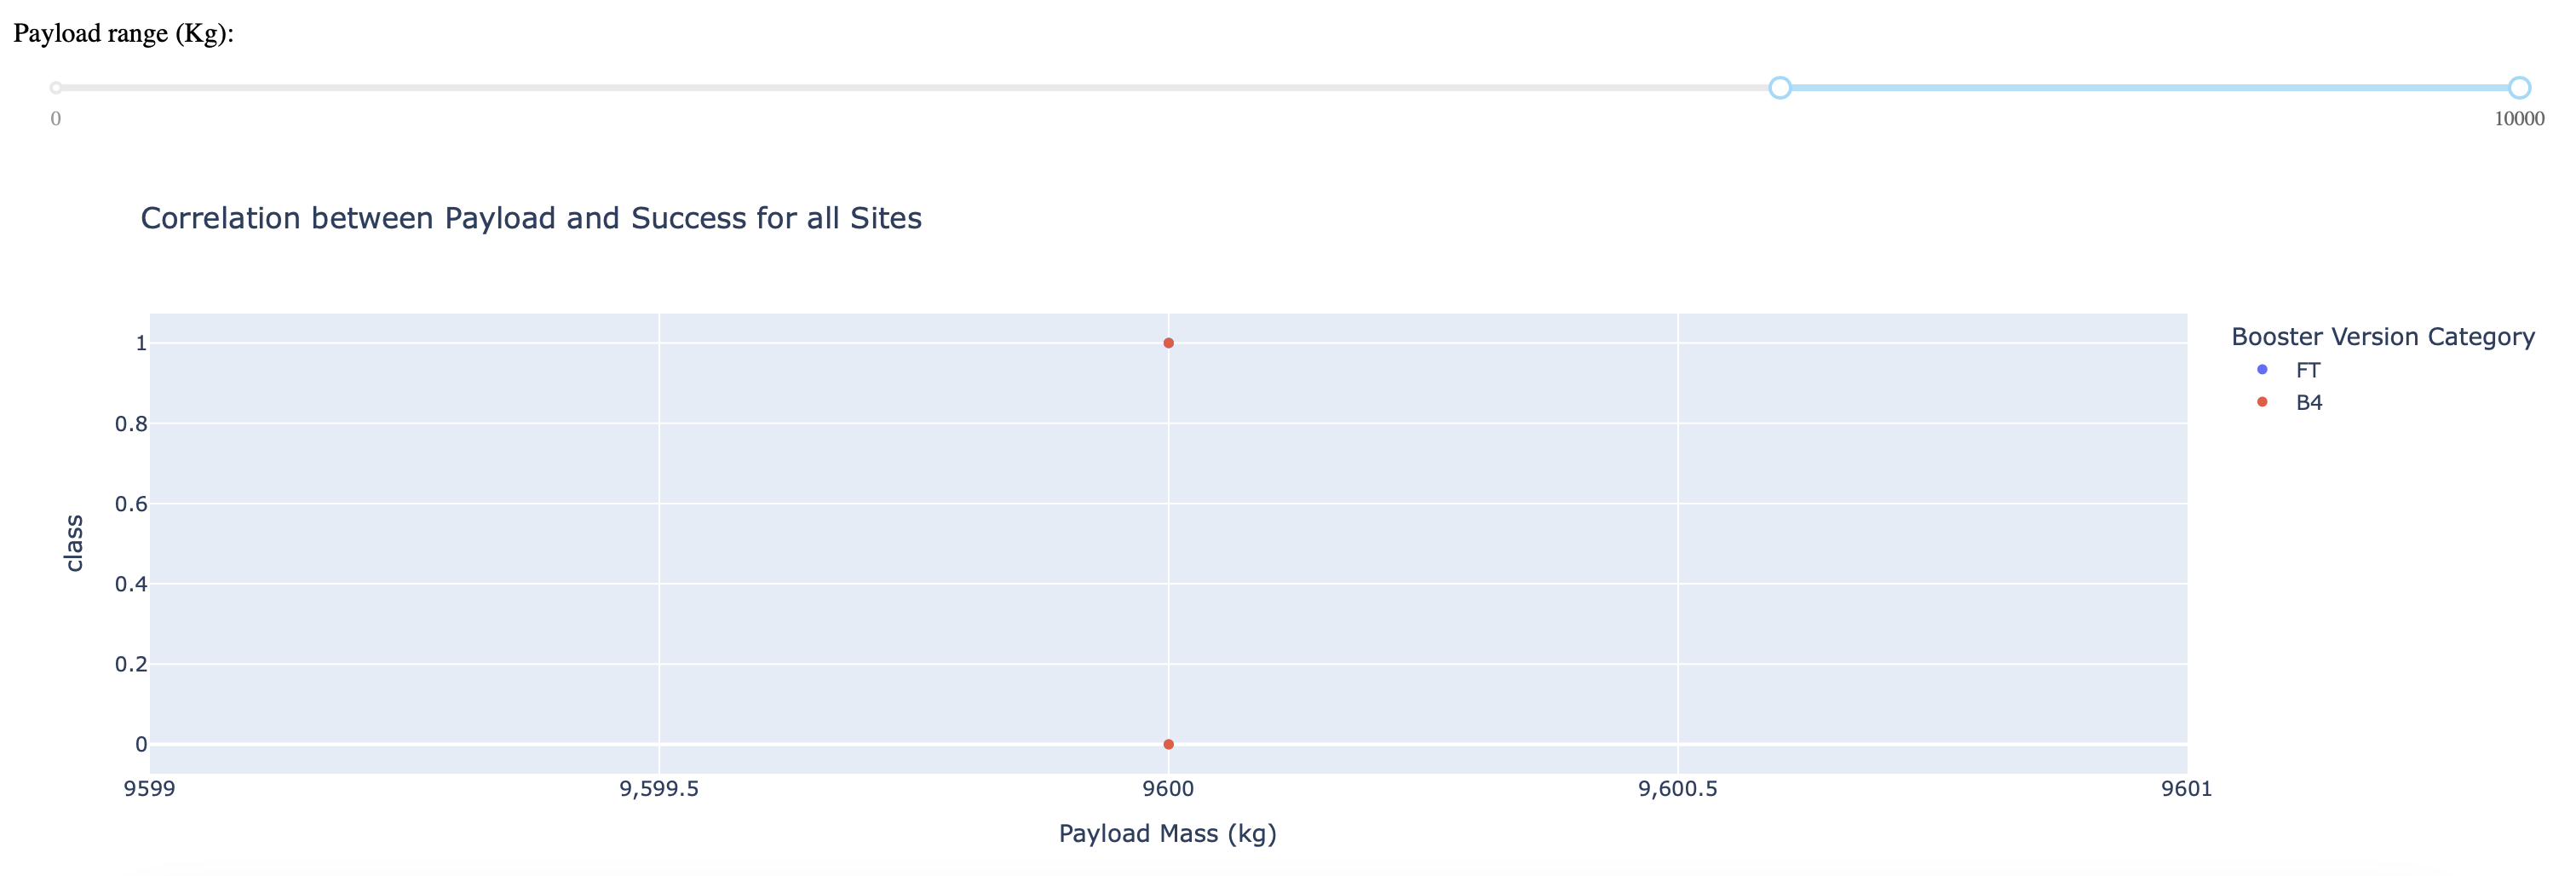 Payload range (Kg):
0
10000
Correlation between Payload and Success for all Sites
Booster Version Category
FT
B4
class
1
0.8
0.6
0.4
0.2
0
9599
9,599.5
9600
9,600.5
9601
Payload Mass (kg)